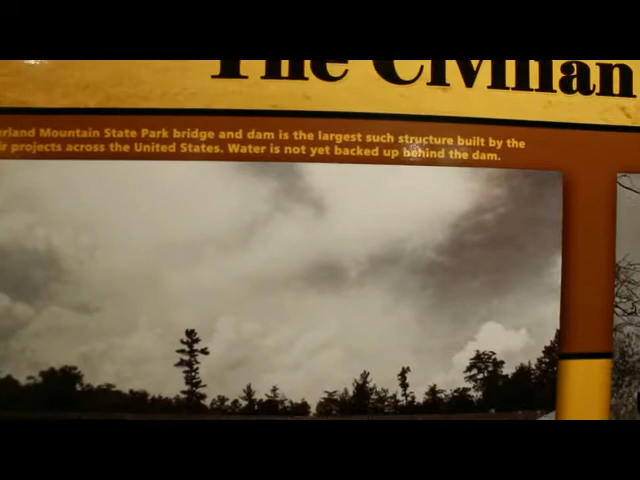 The Civilian
erland Mountain State Park bridge and dam is the largest such structure built by the
ir projects across the United States. Water is not yet backed up behind the dam.